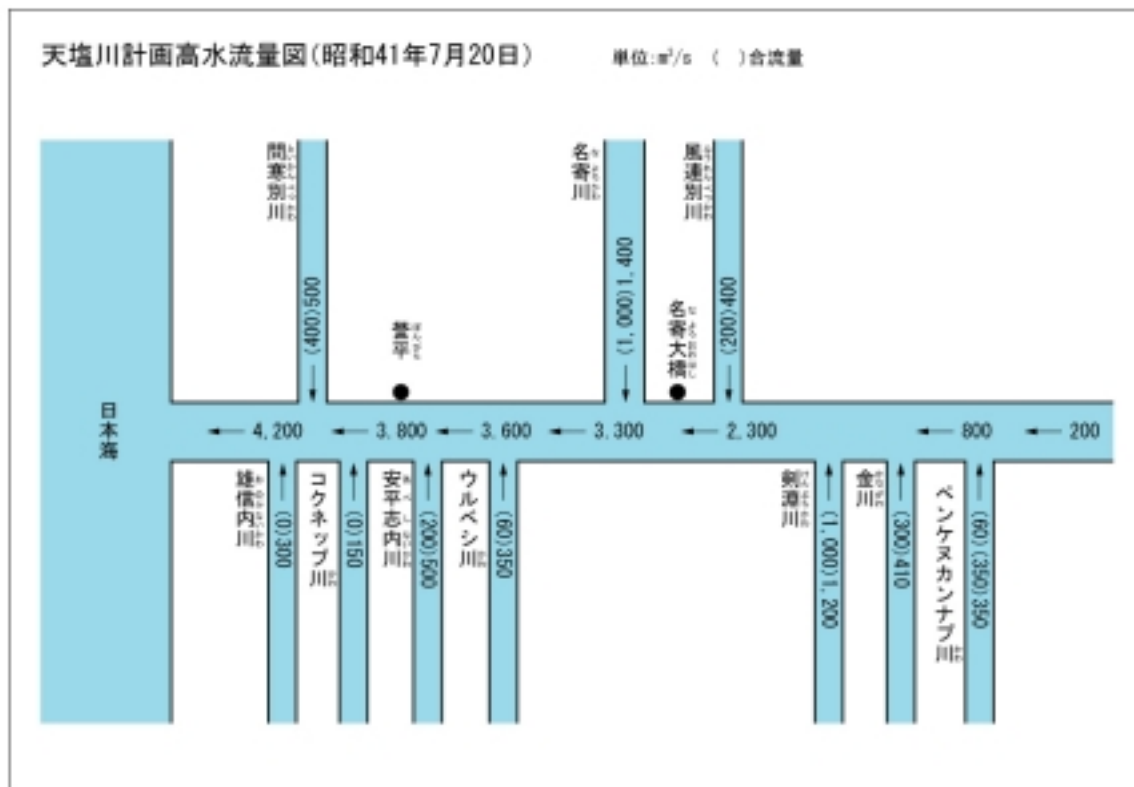 天塩川計画高水流量図(昭和41年7月20日)
単位:m³/s ( )合流量
問寒別川
名寄川
風連別川
(400)500
(1,000)1,400
(200)400
誉平
名寄大橋
日本海
4,200
3,800
3,600
3,300
2,300
800
200
雄信内川
(0)300
コクネップ川
(0)150
安平志内川
(200)500
ウルベシ川
(60)350
剣淵川
(1,000)1,200
金川
(300)410
ペンケヌカンナプ川
(60)(350)350